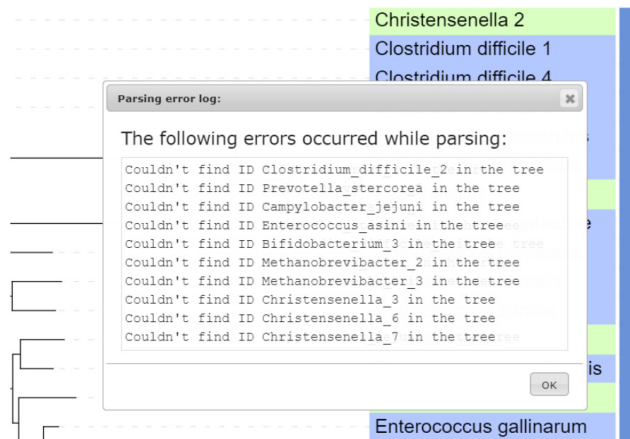 Christensenella 2
Clostridium difficile 1
Clostridium difficile 4
Parsing error log:
The following errors occurred while parsing:
Couldn't find ID Clostridium_difficile_2 in the tree
Couldn't find ID Prevotella_stercorea in the tree
Couldn't find ID Campylobacter_jejuni in the tree
Couldn't find ID Enterococcus_asini in the tree
Couldn't find ID Bifidobacterium_3 in the tree
Couldn't find ID Methanobrevibacter_2 in the tree
Couldn't find ID Methanobrevibacter_3 in the tree
Couldn't find ID Christensenella_3 in the tree
Couldn't find ID Christensenella_6 in the tree
Couldn't find ID Christensenella_7 in the tree
is
OK
Enterococcus gallinarum